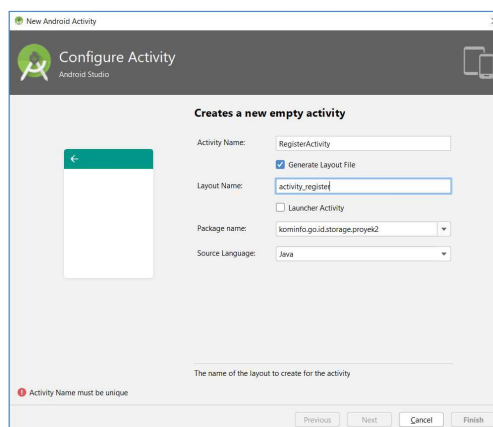 New Android Activity
Configure Activity
Android Studio
Creates a new empty activity
Activity Name:
RegisterActivity
Generate Layout File
Layout Name:
activity_register
Launcher Activity
Package name:
kominfo.go.id.storage.proyek2
Source Language:
Java
The name of the layout to create for the activity
Activity Name must be unique
Previous
Next
Cancel
Finish